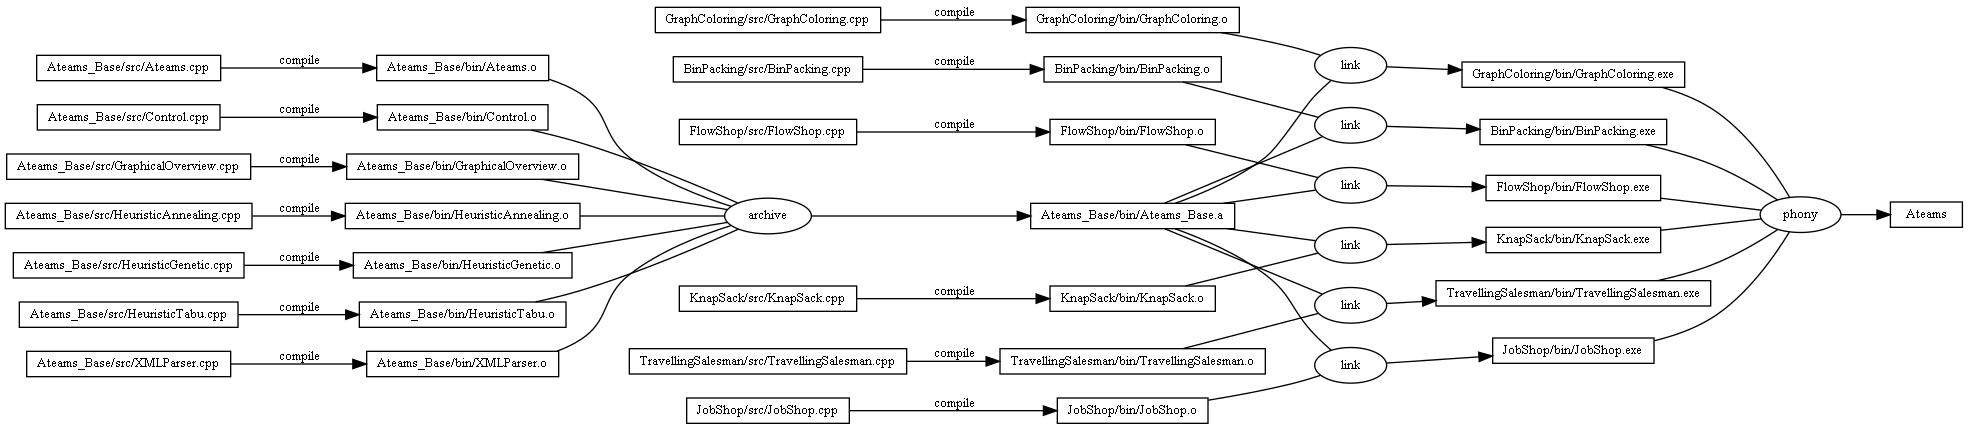 GraphColoring/src/GraphColoring.cpp
compile
GraphColoring/bin/GraphColoring.o
Ateams_Base/src/Ateams.cpp
compile
Ateams_Base/bin/Ateams.o
BinPacking/src/BinPacking.cpp
compile
BinPacking/bin/BinPacking.o
link
GraphColoring/bin/GraphColoring.exe
Ateams_Base/src/Control.cpp
compile
Ateams_Base/bin/Control.o
FlowShop/src/FlowShop.cpp
compile
FlowShop/bin/FlowShop.o
link
BinPacking/bin/BinPacking.exe
Ateams_Base/src/GraphicalOverview.cpp
compile
Ateams_Base/bin/GraphicalOverview.o
link
FlowShop/bin/FlowShop.exe
Ateams_Base/src/HeuristicAnnealing.cpp
compile
Ateams_Base/bin/HeuristicAnnealing.o
archive
Ateams_Base/bin/Ateams_Base.a
phony
Ateams
link
KnapSack/bin/KnapSack.exe
Ateams_Base/src/HeuristicGenetic.cpp
compile
Ateams_Base/bin/HeuristicGenetic.o
KnapSack/src/KnapSack.cpp
compile
KnapSack/bin/KnapSack.o
link
TravellingSalesman/bin/TravellingSalesman.exe
Ateams_Base/src/HeuristicTabu.cpp
compile
Ateams_Base/bin/HeuristicTabu.o
TravellingSalesman/src/TravellingSalesman.cpp
compile
TravellingSalesman/bin/TravellingSalesman.o
link
JobShop/bin/JobShop.exe
Ateams_Base/src/XMLParser.cpp
compile
Ateams_Base/bin/XMLParser.o
JobShop/src/JobShop.cpp
compile
JobShop/bin/JobShop.o